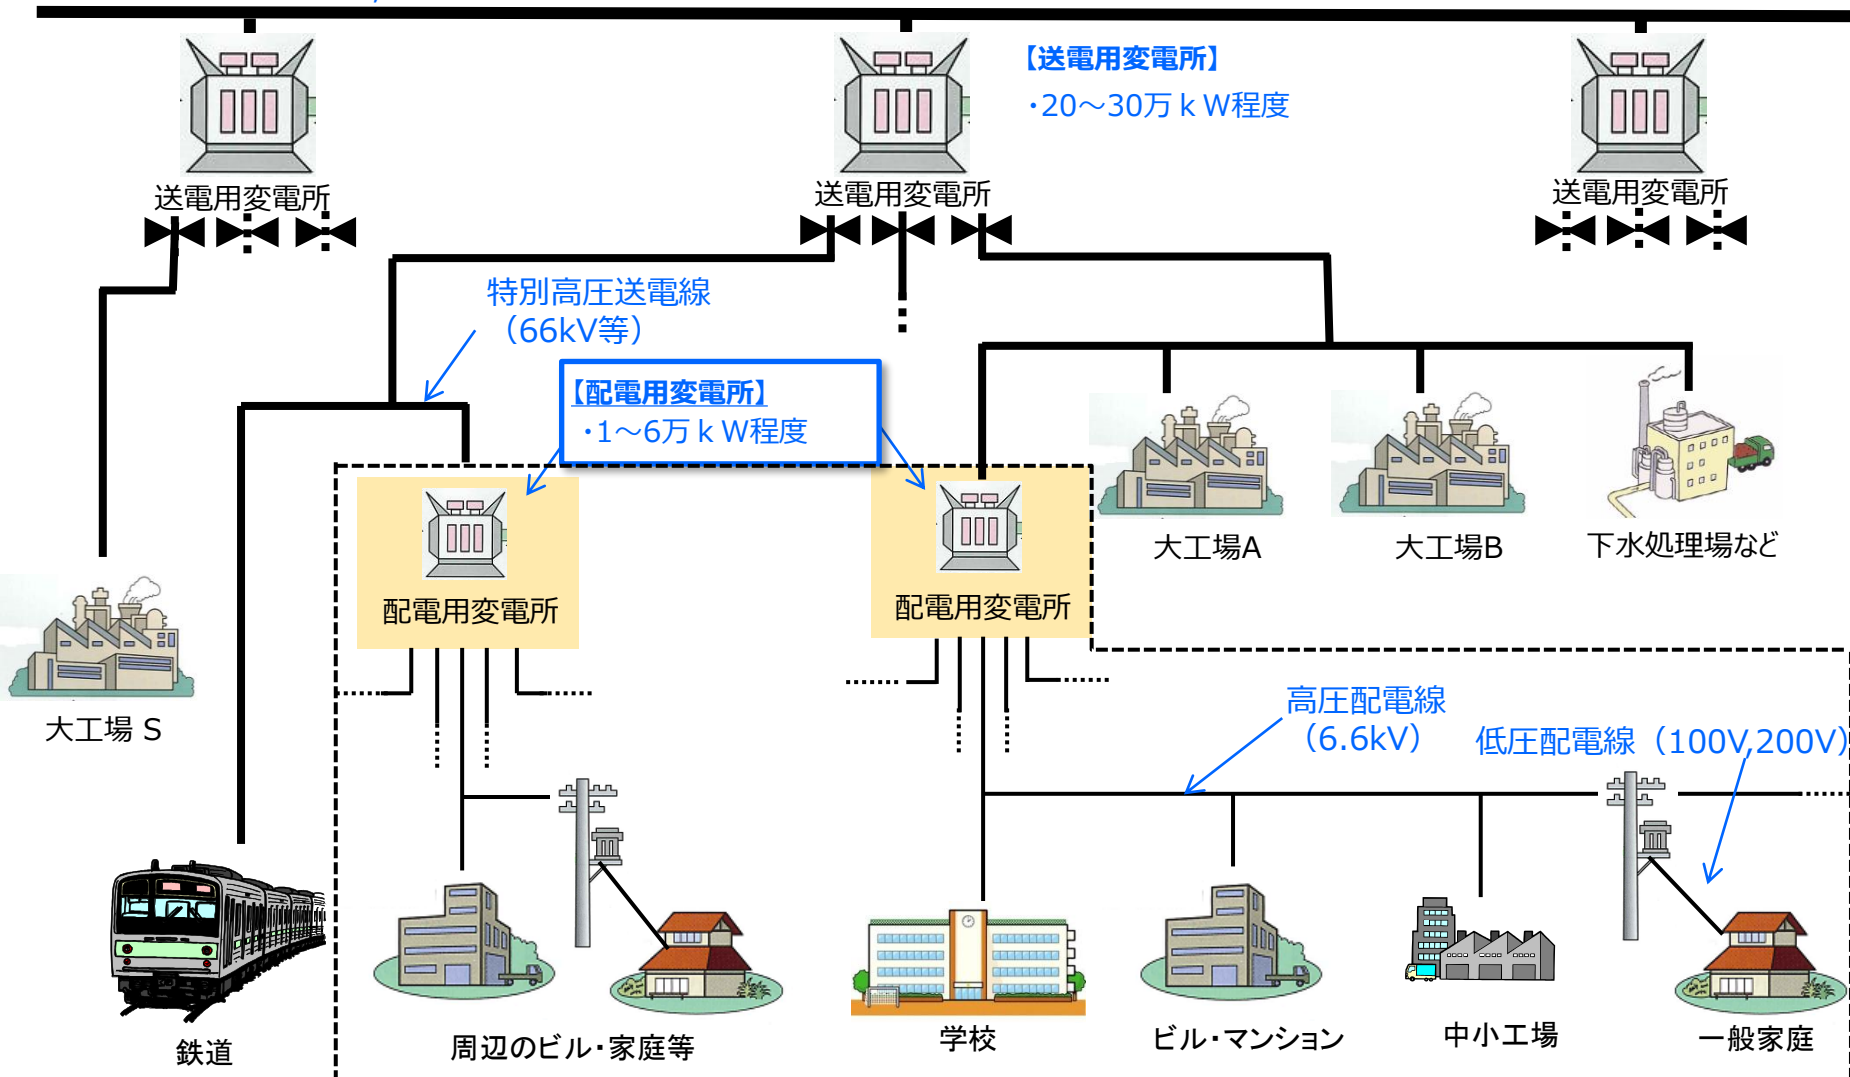 【送電用変電所】
・20～30万ｋW程度
送電用変電所
送電用変電所
送電用変電所
特別高圧送電線
（66kV等）
【配電用変電所】
・1～6万ｋW程度
大工場A
大工場B
下水処理場など
配電用変電所
配電用変電所
大工場 S
高圧配電線
（6.6kV）
低圧配電線（100V,200V）
鉄道
周辺のビル・家庭等
学校
ビル・マンション
中小工場
一般家庭